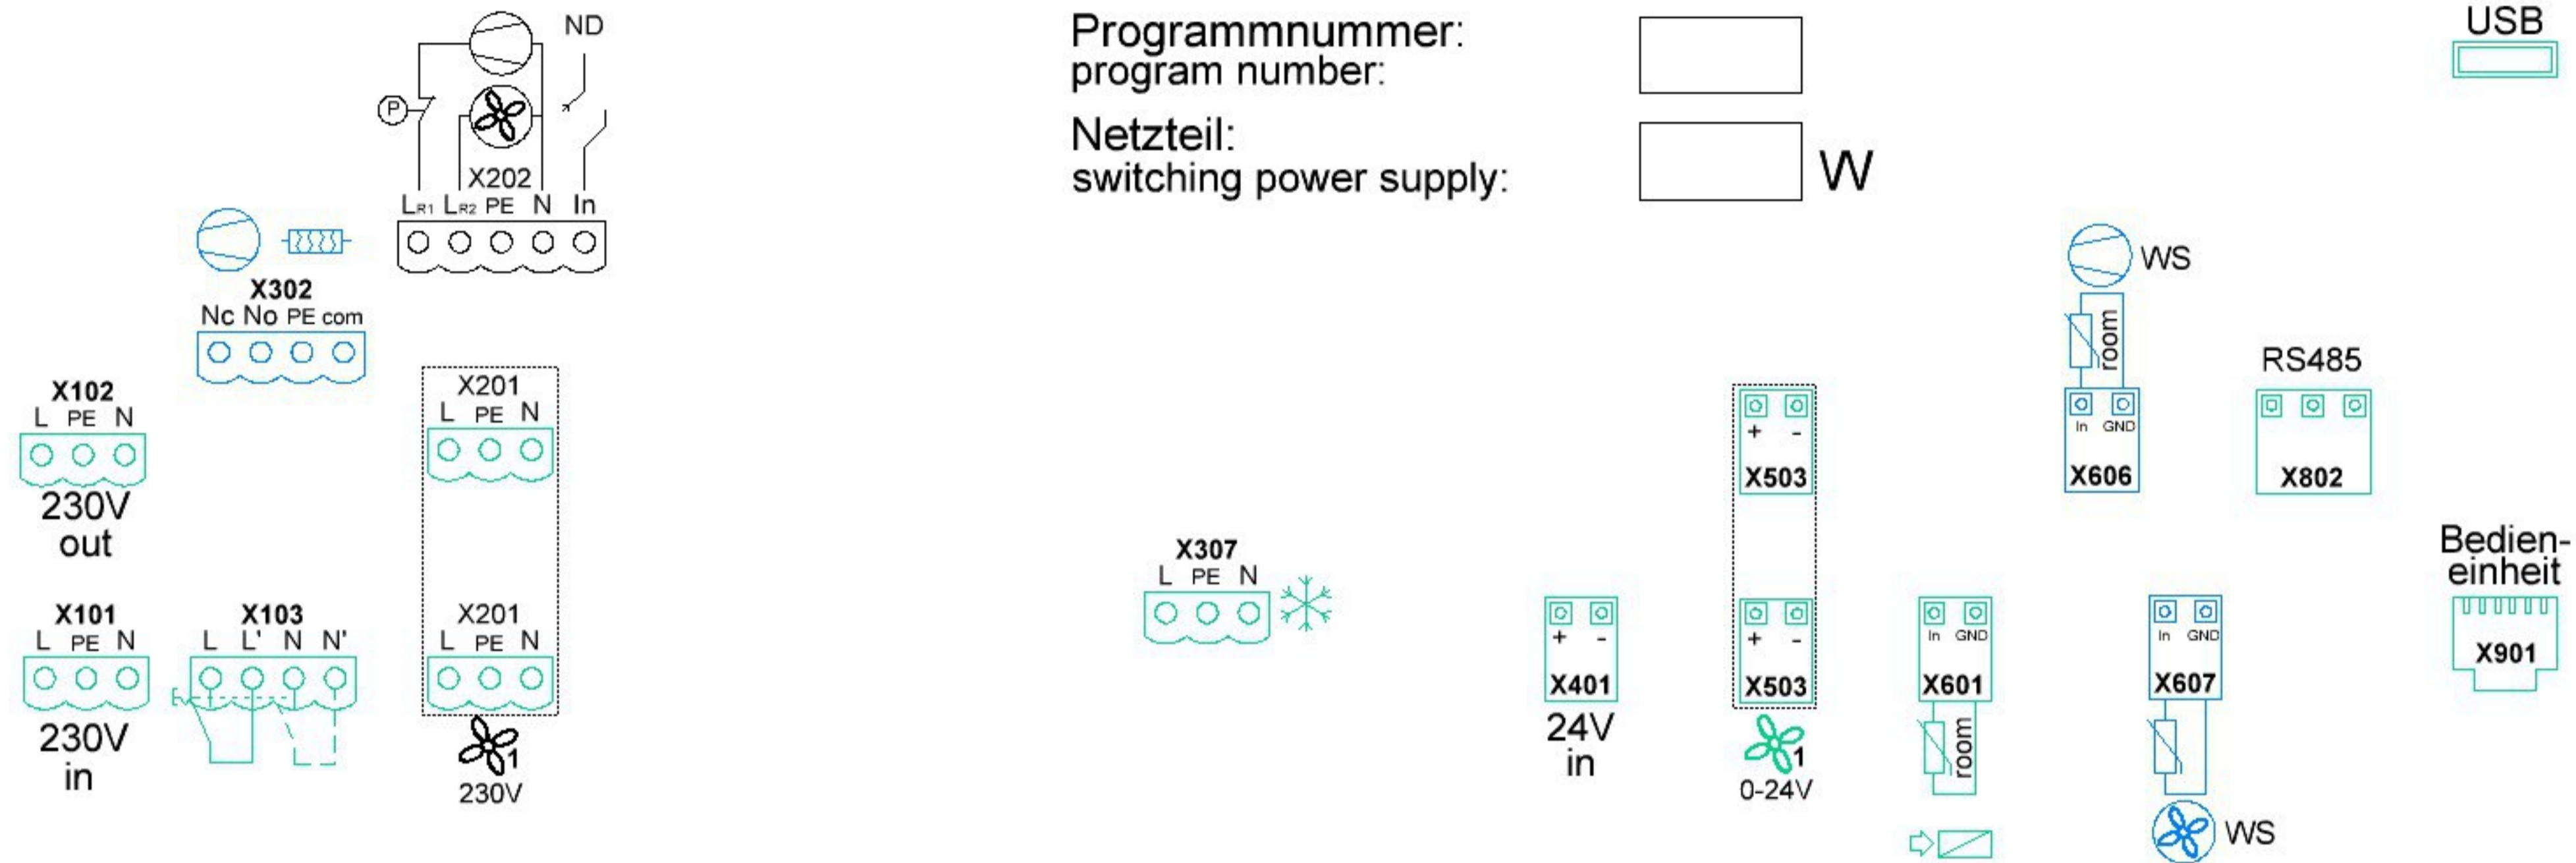 ND
P
X202
LR1 LR2 PE N In
Programmnummer:
program number:
Netzteil:
switching power supply:
W
USB
X302
Nc No PE com
WS
room
In GND
X606
RS485
X802
X102
L PE N
230V
out
X201
L PE N
+ -
X503
X307
L PE N
Bedien-
einheit
X901
X101
L PE N
230V
in
X103
L L' N N'
X201
L PE N
1
230V
+ -
X401
24V
in
+ -
X503
1
0-24V
In GND
X601
room
In GND
X607
WS